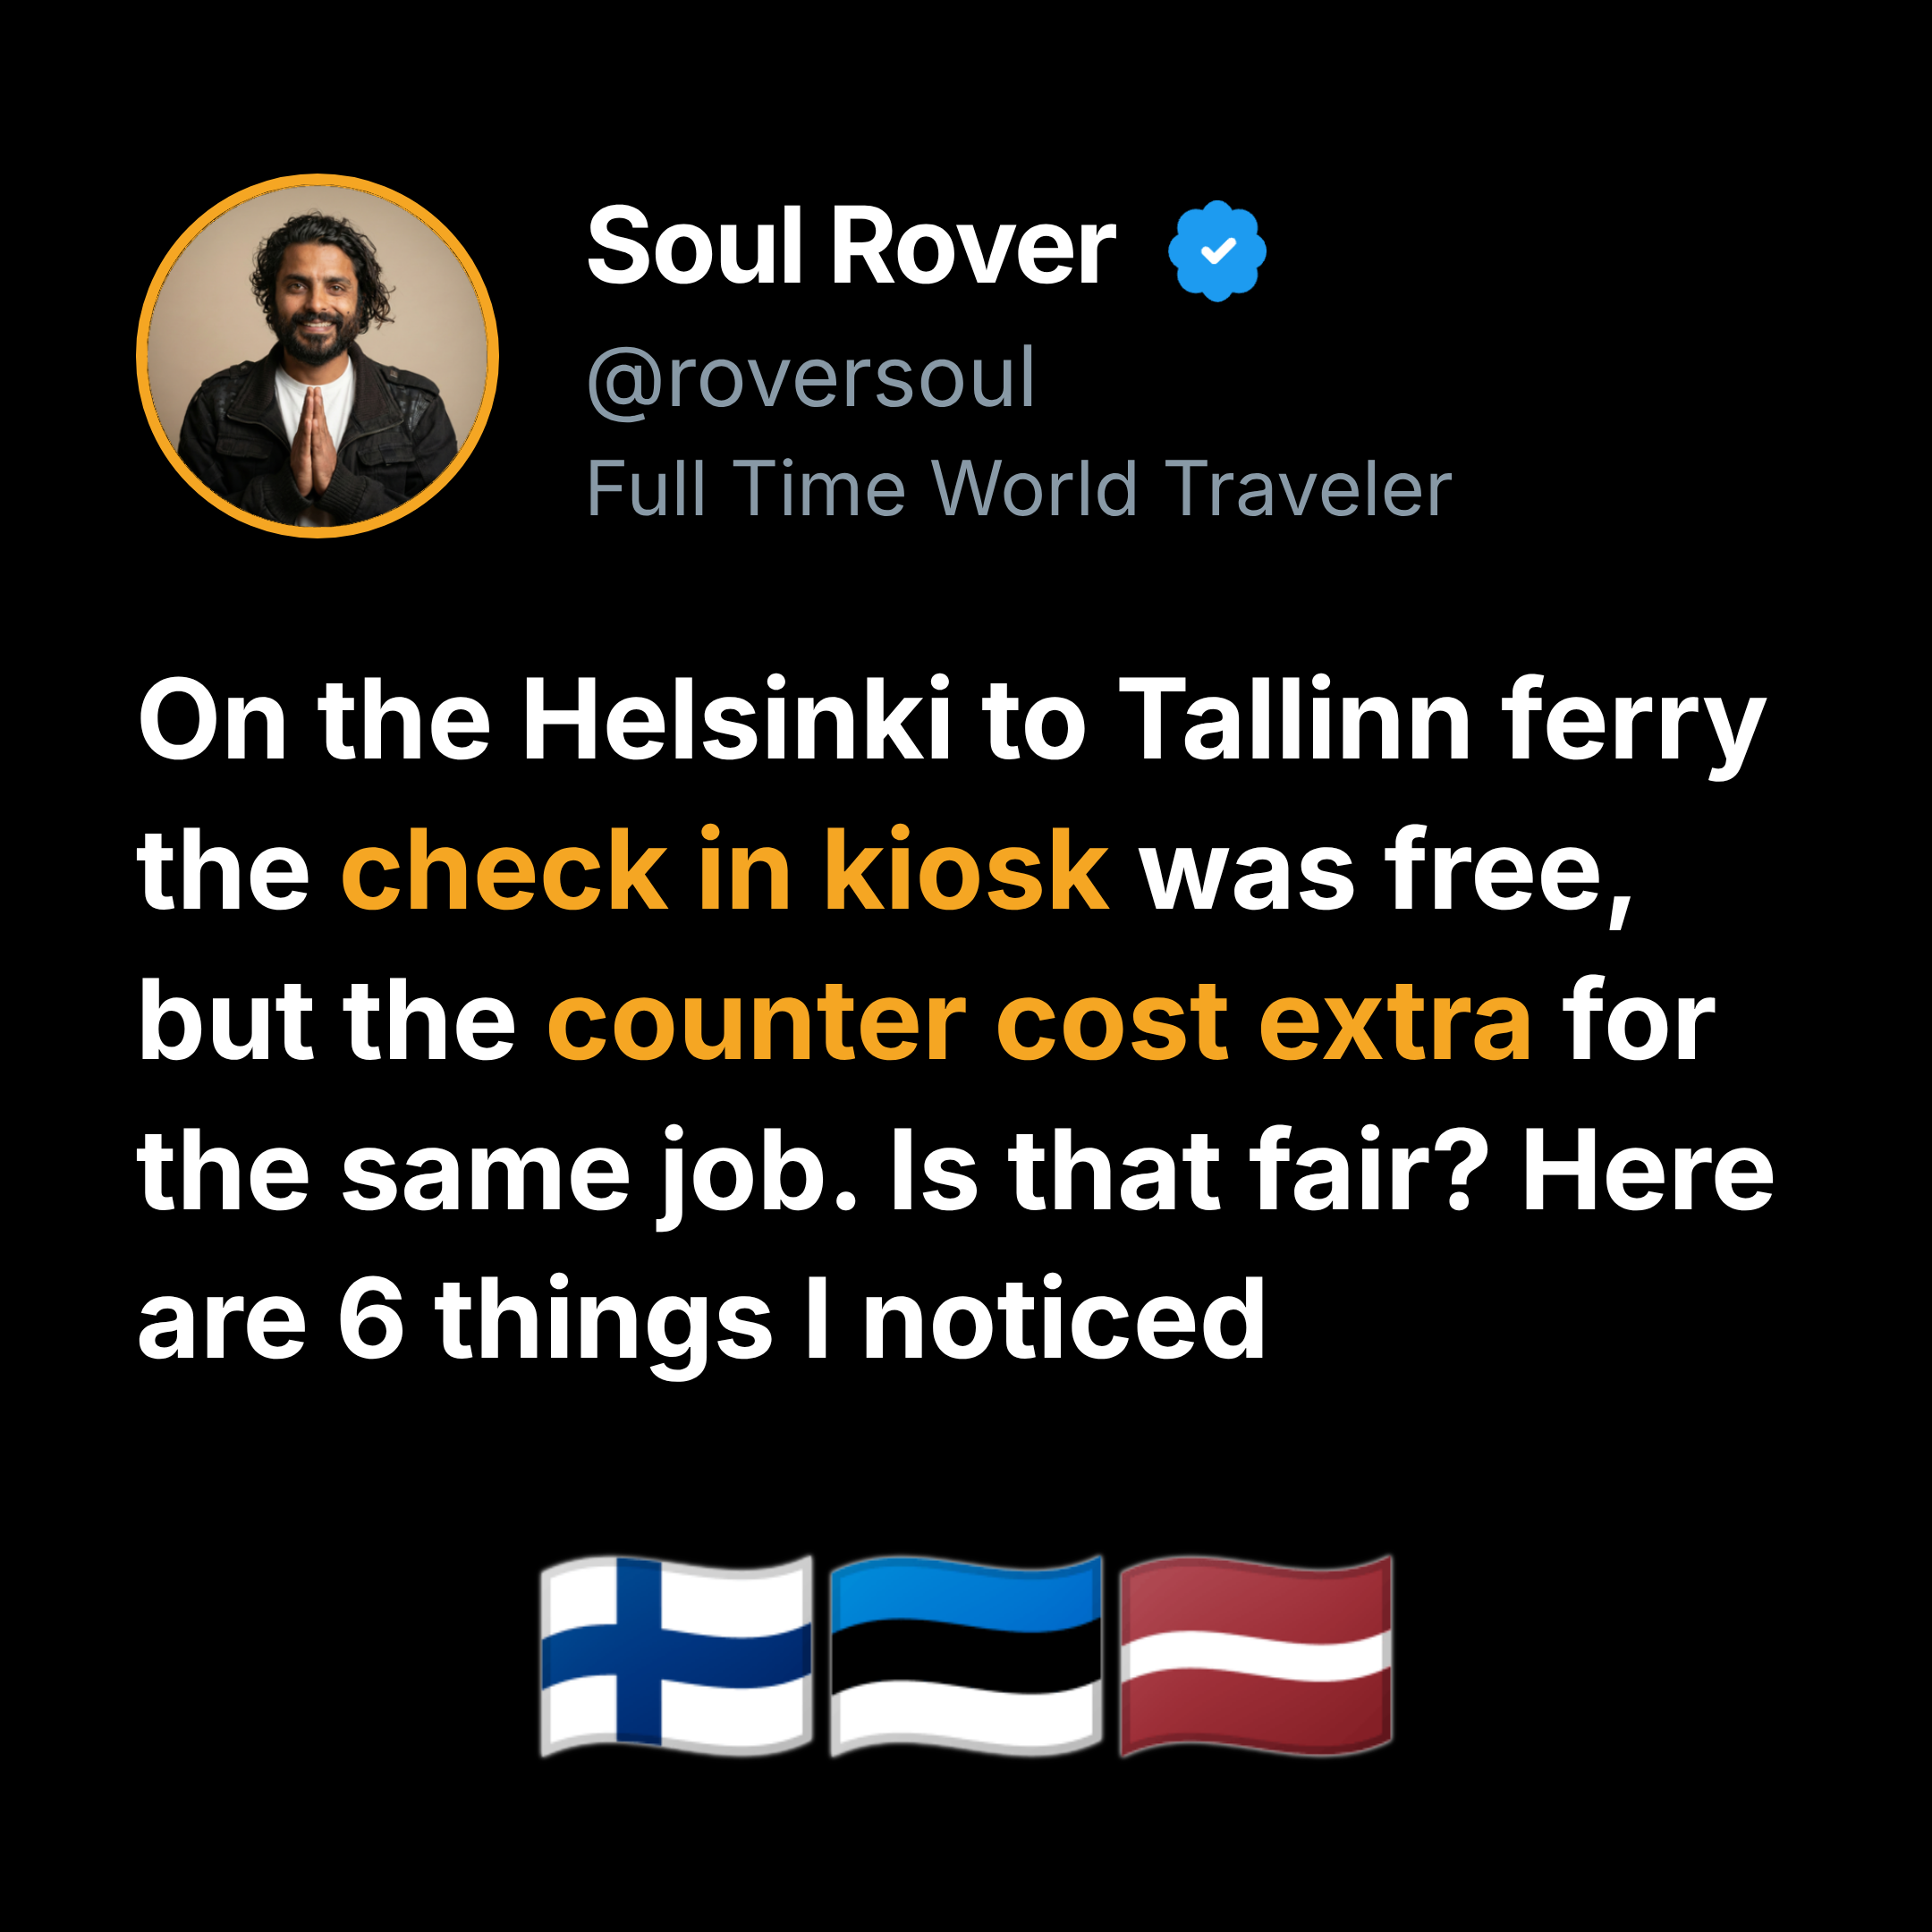 Soul Rover
@roversoul
Full Time World Traveler
On the Helsinki to Tallinn ferry
the check in kiosk was free,
but the counter cost extra for
the same job. Is that fair? Here
are 6 things I noticed